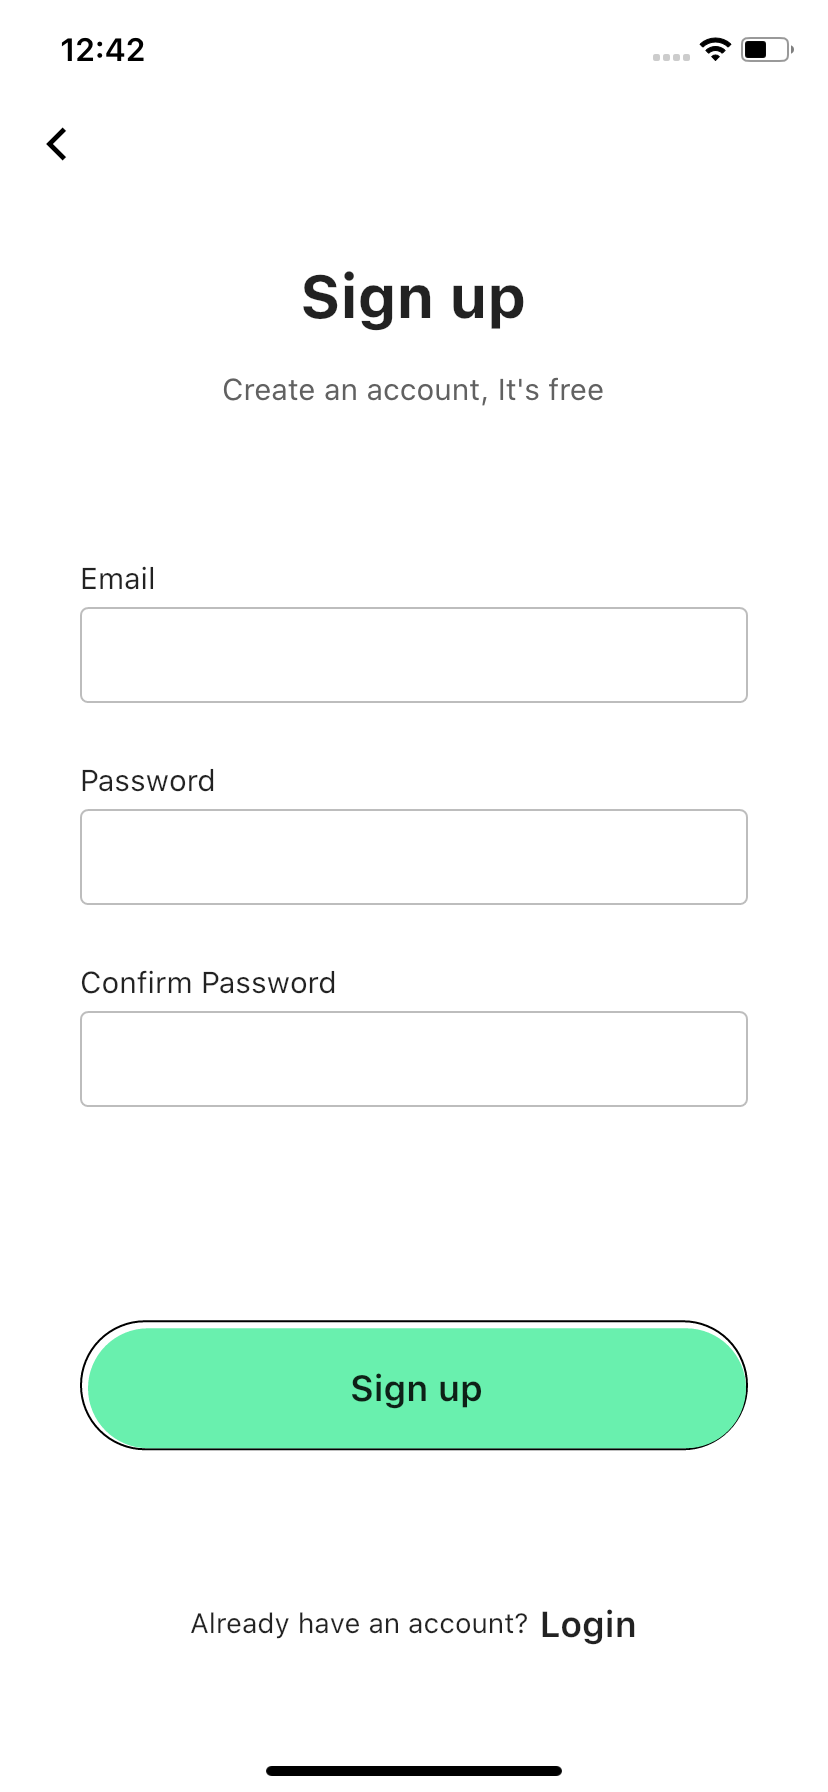 12:42
Sign up
Create an account, It's free
Email
Password
Confirm Password
Sign up
Already have an account? Login